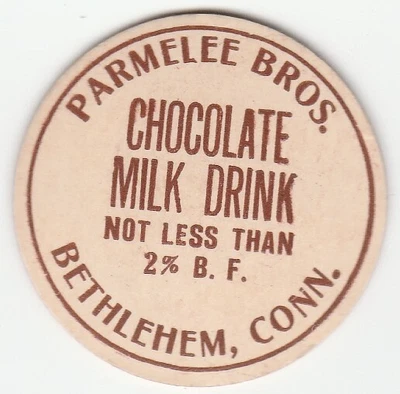 PARMELEE BROS.
CHOCOLATE
MILK DRINK
NOT LESS THAN
2% B. F.
BETHLEHEM, CONN.